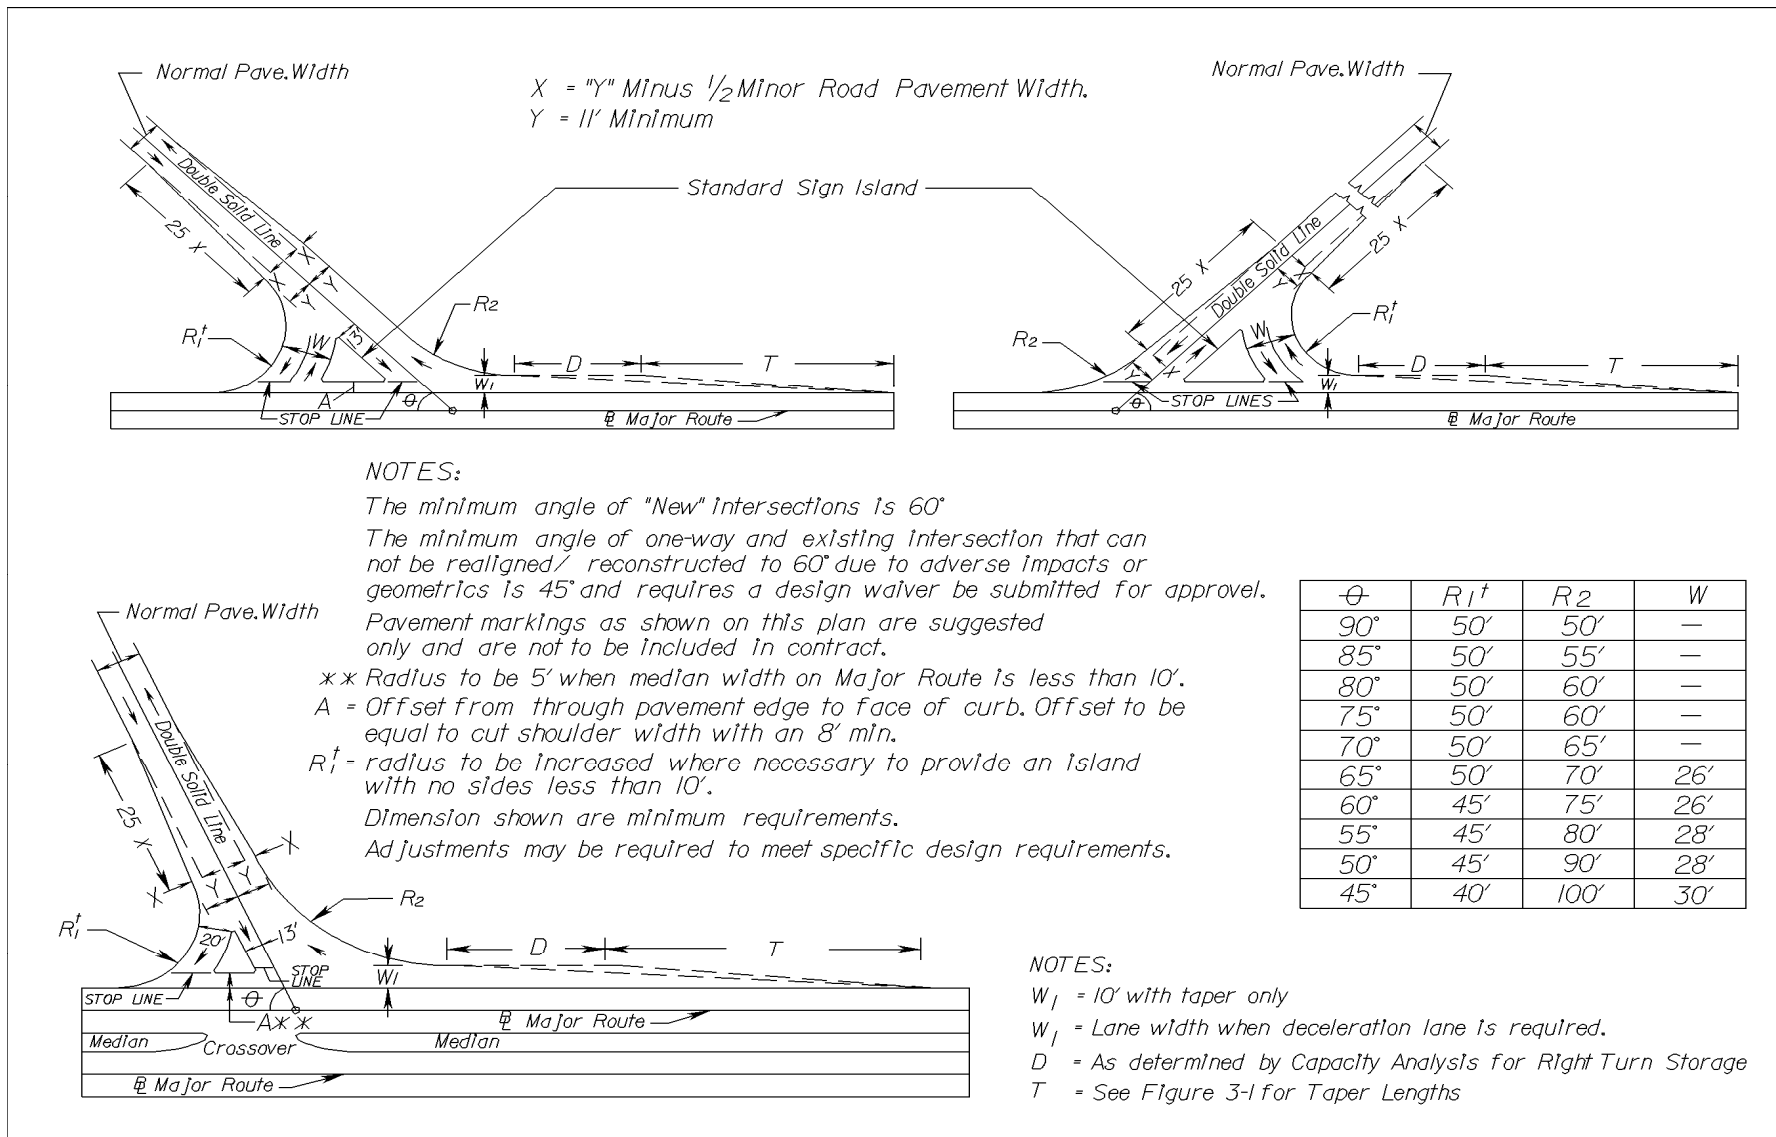 Normal Pave.Width
X = "Y" Minus 1/2 Minor Road Pavement Width.
Y = 11' Minimum
Normal Pave.Width
Standard Sign Island
Double Solid Line
25 X
X
Y
X
Y
R1†
W
13'
R2
A
STOP LINE
θ
W1
D
T
℄ Major Route
Double Solid Line
25 X
25 X
Y
X
R2
W
R1†
Y
X
θ
STOP LINES
W1
D
T
℄ Major Route
NOTES:
The minimum angle of "New" intersections is 60°
The minimum angle of one-way and existing intersection that can
not be realigned/ reconstructed to 60° due to adverse impacts or
geometrics is 45° and requires a design waiver be submitted for approvel.
Pavement markings as shown on this plan are suggested
only and are not to be included in contract.
** Radius to be 5' when median width on Major Route is less than 10'.
A = Offset from through pavement edge to face of curb. Offset to be
equal to cut shoulder width with an 8' min.
R1† - radius to be increased where necessary to provide an island
with no sides less than 10'.
Dimension shown are minimum requirements.
Adjustments may be required to meet specific design requirements.
θ R1† R2 W
90° 50' 50' —
85° 50' 55' —
80° 50' 60' —
75° 50' 60' —
70° 50' 65' —
65° 50' 70' 26'
60° 45' 75' 26'
55° 45' 80' 28'
50° 45' 90' 28'
45° 40' 100' 30'
Normal Pave.Width
Double Solid Line
25 X
X
Y
Y
X
R2
R1†
20'
13'
STOP
LINE
STOP LINE
θ
A**
W1
D
T
℄ Major Route
Median
Crossover
Median
℄ Major Route
NOTES:
W1 = 10' with taper only
W1 = Lane width when deceleration lane is required.
D = As determined by Capacity Analysis for Right Turn Storage
T = See Figure 3-1 for Taper Lengths